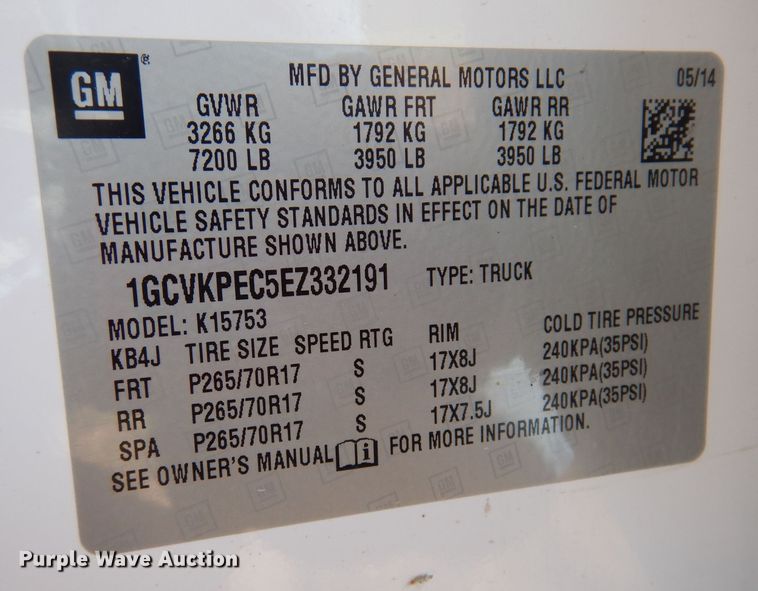 GM ®
MFD BY GENERAL MOTORS LLC 05/14
GVWR GAWR FRT GAWR RR
3266 KG 1792 KG 1792 KG
7200 LB 3950 LB 3950 LB
THIS VEHICLE CONFORMS TO ALL APPLICABLE U.S. FEDERAL MOTOR
VEHICLE SAFETY STANDARDS IN EFFECT ON THE DATE OF
MANUFACTURE SHOWN ABOVE.
1GCVKPEC5EZ332191 TYPE: TRUCK
MODEL: K15753
KB4J TIRE SIZE SPEED RTG RIM COLD TIRE PRESSURE
FRT P265/70R17 S 17X8J 240KPA(35PSI)
RR P265/70R17 S 17X8J 240KPA(35PSI)
SPA P265/70R17 S 17X7.5J 240KPA(35PSI)
SEE OWNER'S MANUAL i FOR MORE INFORMATION.
Purple Wave Auction